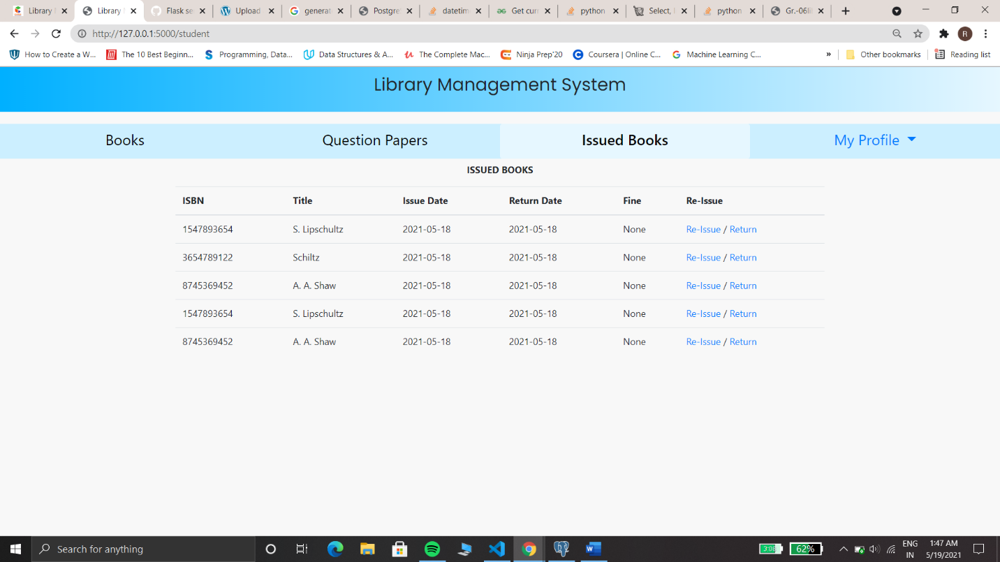 Library
Library
Flask se
Upload
generat
Postgre
datetim
Get cur
python
Select,
python
Gr.-06li
http://127.0.0.1:5000/student
R
How to Create a W...
The 10 Best Beginn...
Programming, Data...
Data Structures & A...
The Complete Mac...
Ninja Prep'20
Coursera | Online C...
Machine Learning C...
»
Other bookmarks
Reading list
Library Management System
Books
Question Papers
Issued Books
My Profile
ISSUED BOOKS
ISBN Title Issue Date Return Date Fine Re-Issue
1547893654 S. Lipschultz 2021-05-18 2021-05-18 None Re-Issue / Return
3654789122 Schiltz 2021-05-18 2021-05-18 None Re-Issue / Return
8745369452 A. A. Shaw 2021-05-18 2021-05-18 None Re-Issue / Return
1547893654 S. Lipschultz 2021-05-18 2021-05-18 None Re-Issue / Return
8745369452 A. A. Shaw 2021-05-18 2021-05-18 None Re-Issue / Return
Search for anything
62%
ENG
IN
1:47 AM
5/19/2021